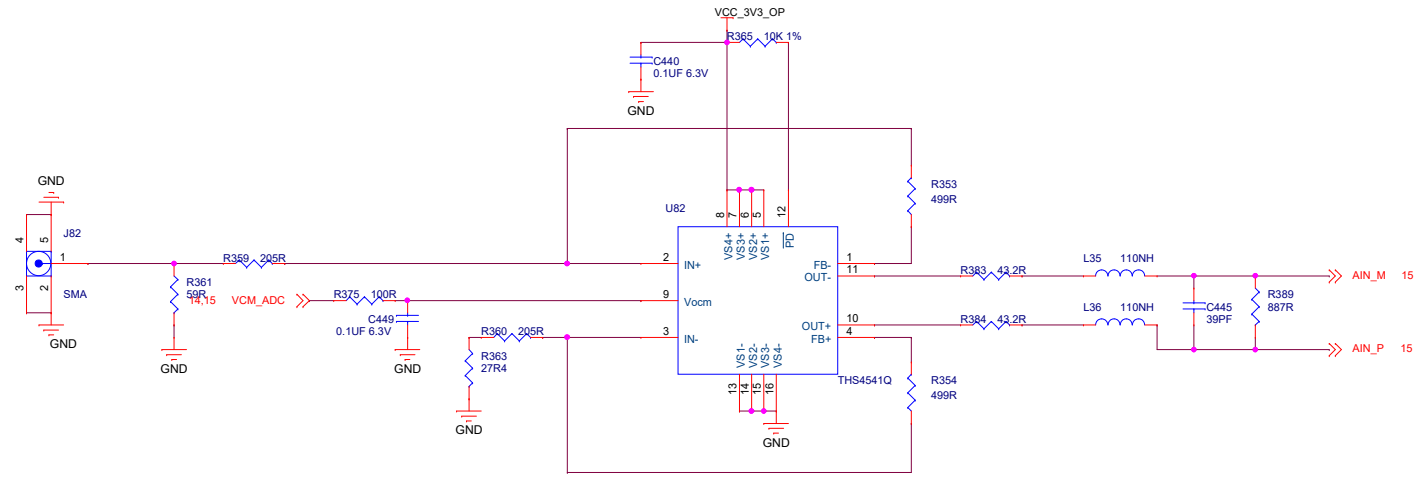 VCC_3V3_OP
R365 10K 1%
C440
0.1UF 6.3V
GND
GND
J82
4
5
1
3
2
SMA
GND
R359 205R
R361
59R
GND
14,15 VCM_ADC
R375 100R
C449
0.1UF 6.3V
GND
R360 205R
R363
27R4
GND
U82
8
7
6
5
12
VS4+
VS3+
VS2+
VS1+
PD
2 IN+
9 Vocm
3 IN-
FB- 1
OUT- 11
OUT+ 10
FB+ 4
VS1-
VS2-
VS3-
VS4-
13
14
15
16
THS4541Q
GND
R353
499R
R354
499R
R383 43.2R
R384 43.2R
L35 110NH
L36 110NH
C445
39PF
R389
887R
AIN_M 15
AIN_P 15